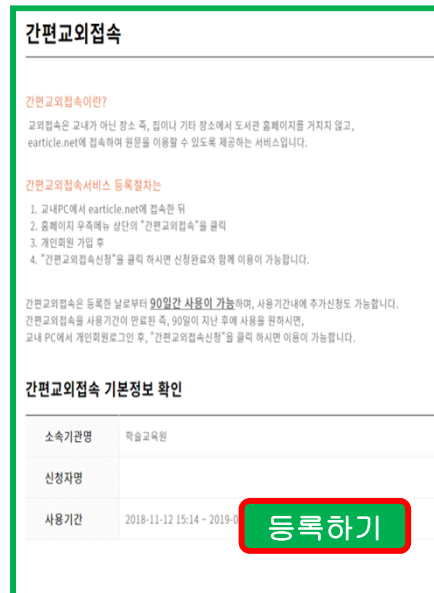 간편교외접속
간편교외접속이란?
교외접속은 교내가 아닌 장소 즉, 집이나 기타 장소에서 도서관 홈페이지를 거치지 않고,
earticle.net에 접속하여 원문을 이용할 수 있도록 제공하는 서비스입니다.
간편교외접속서비스 등록절차는
1. 교내PC에서 earticle.net에 접속한 뒤
2. 홈페이지 우측메뉴 상단의 "간편교외접속"을 클릭
3. 개인회원 가입 후
4. "간편교외접속신청"을 클릭 하시면 신청완료와 함께 이용이 가능합니다.
간편교외접속은 등록한 날로부터 90일간 사용이 가능하며, 사용기간내에 추가신청도 가능합니다.
간편교외접속을 사용기간이 만료된 즉, 90일이 지난 후에 사용을 원하시면,
교내 PC에서 개인회원로그인 후, "간편교외접속신청"을 클릭 하시면 이용이 가능합니다.
간편교외접속 기본정보 확인
소속기관명 학술교육원
신청자명
사용기간 2018-11-12 15:14 ~ 2019-0
등록하기